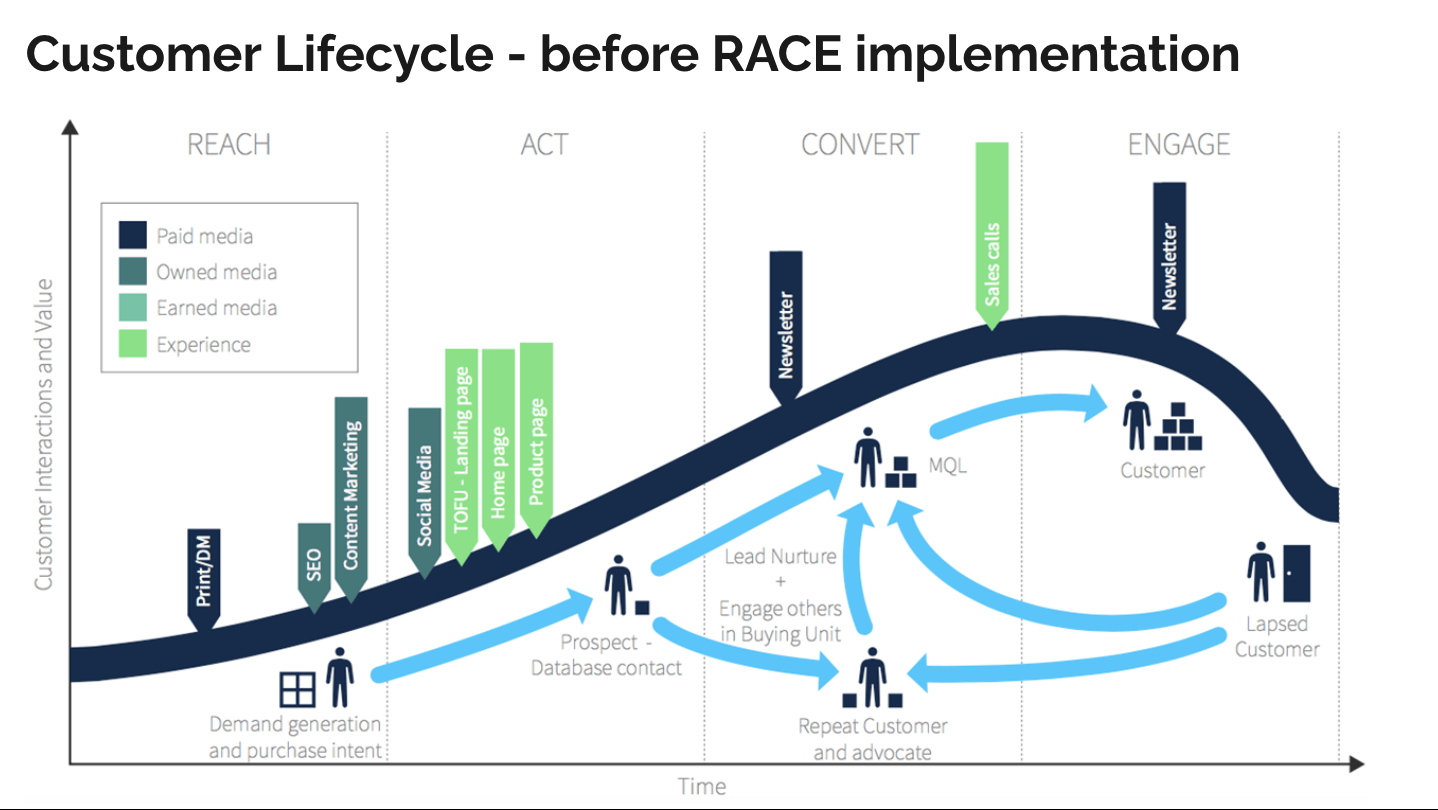 Customer Lifecycle - before RACE implementation
REACH
ACT
CONVERT
ENGAGE
Paid media
Owned media
Earned media
Experience
Customer Interactions and Value
Print/DM
SEO
Content Marketing
Social Media
TOFU - Landing page
Home page
Product page
Newsletter
Sales calls
Newsletter
MQL
Customer
Lead Nurture
+
Engage others
in Buying Unit
Prospect -
Database contact
Lapsed
Customer
Demand generation
and purchase intent
Repeat Customer
and advocate
Time